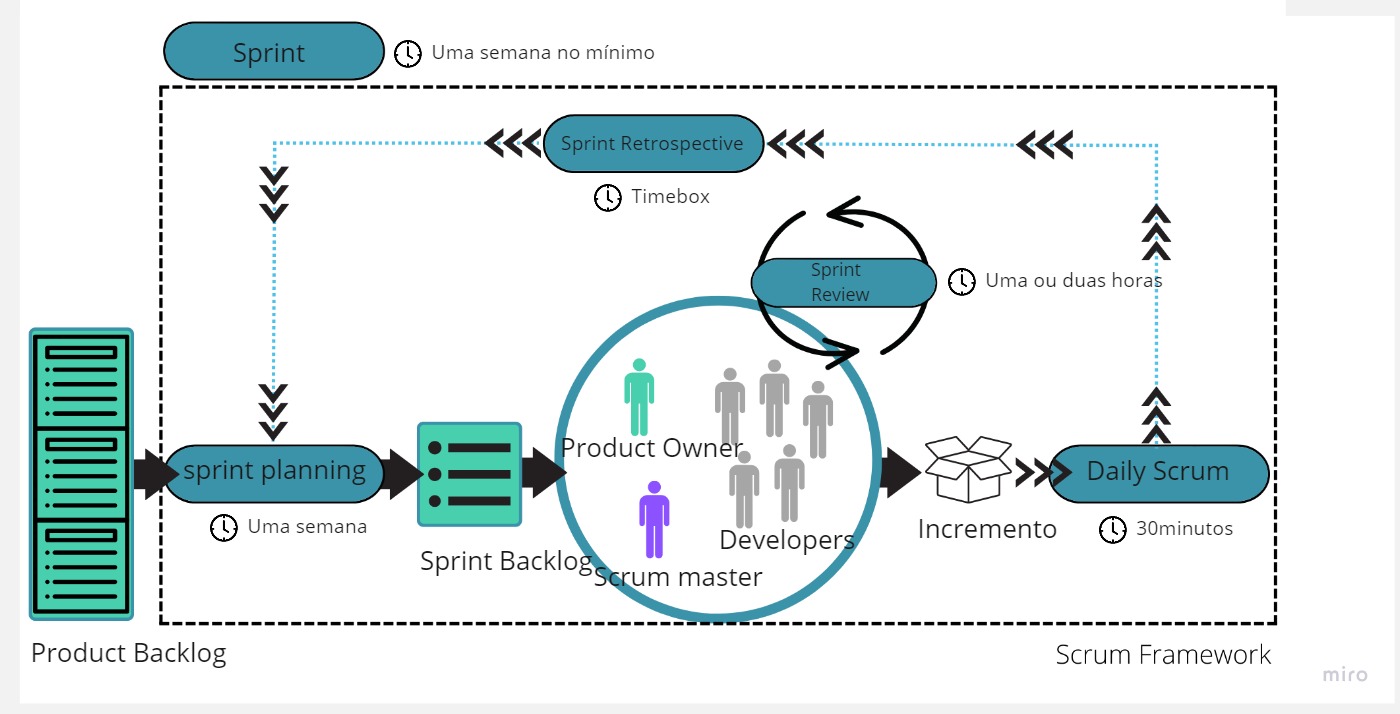 Sprint
Uma semana no mínimo
Sprint Retrospective
Timebox
Sprint
Review
Uma ou duas horas
Product Owner
sprint planning
Daily Scrum
Uma semana
Incremento
30minutos
Developers
Sprint Backlog
Scrum master
Product Backlog
Scrum Framework
miro